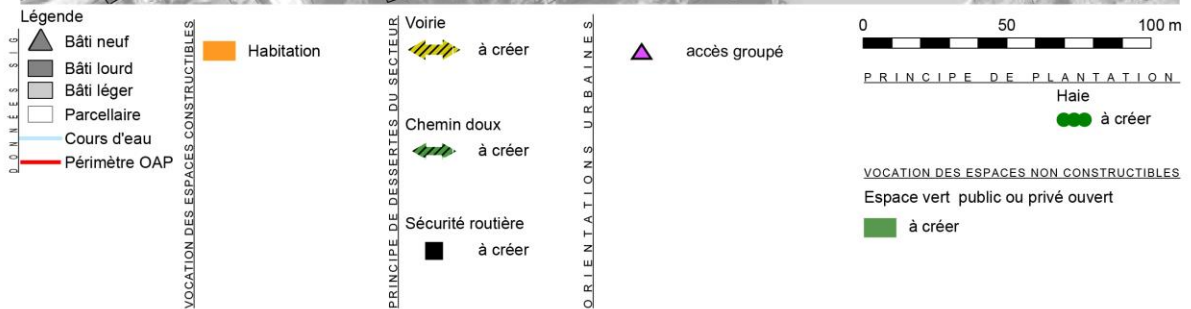 Légende
DONNEES SIG
Bâti neuf
Bâti lourd
Bâti léger
Parcellaire
Cours d'eau
Périmètre OAP
VOCATION DES ESPACES CONSTRUCTIBLES
Habitation
PRINCIPE DE DESSERTES DU SECTEUR
Voirie
à créer
Chemin doux
à créer
Sécurité routière
à créer
ORIENTATIONS URBAINES
accès groupé
0 50 100 m
PRINCIPE DE PLANTATION
Haie
à créer
VOCATION DES ESPACES NON CONSTRUCTIBLES
Espace vert public ou privé ouvert
à créer